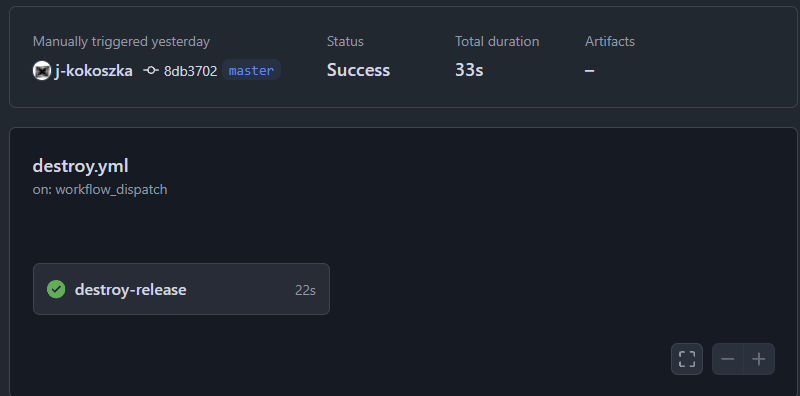 Manually triggered yesterday
j-kokoszka 8db3702 master
Status
Success
Total duration
33s
Artifacts
–
destroy.yml
on: workflow_dispatch
destroy-release 22s